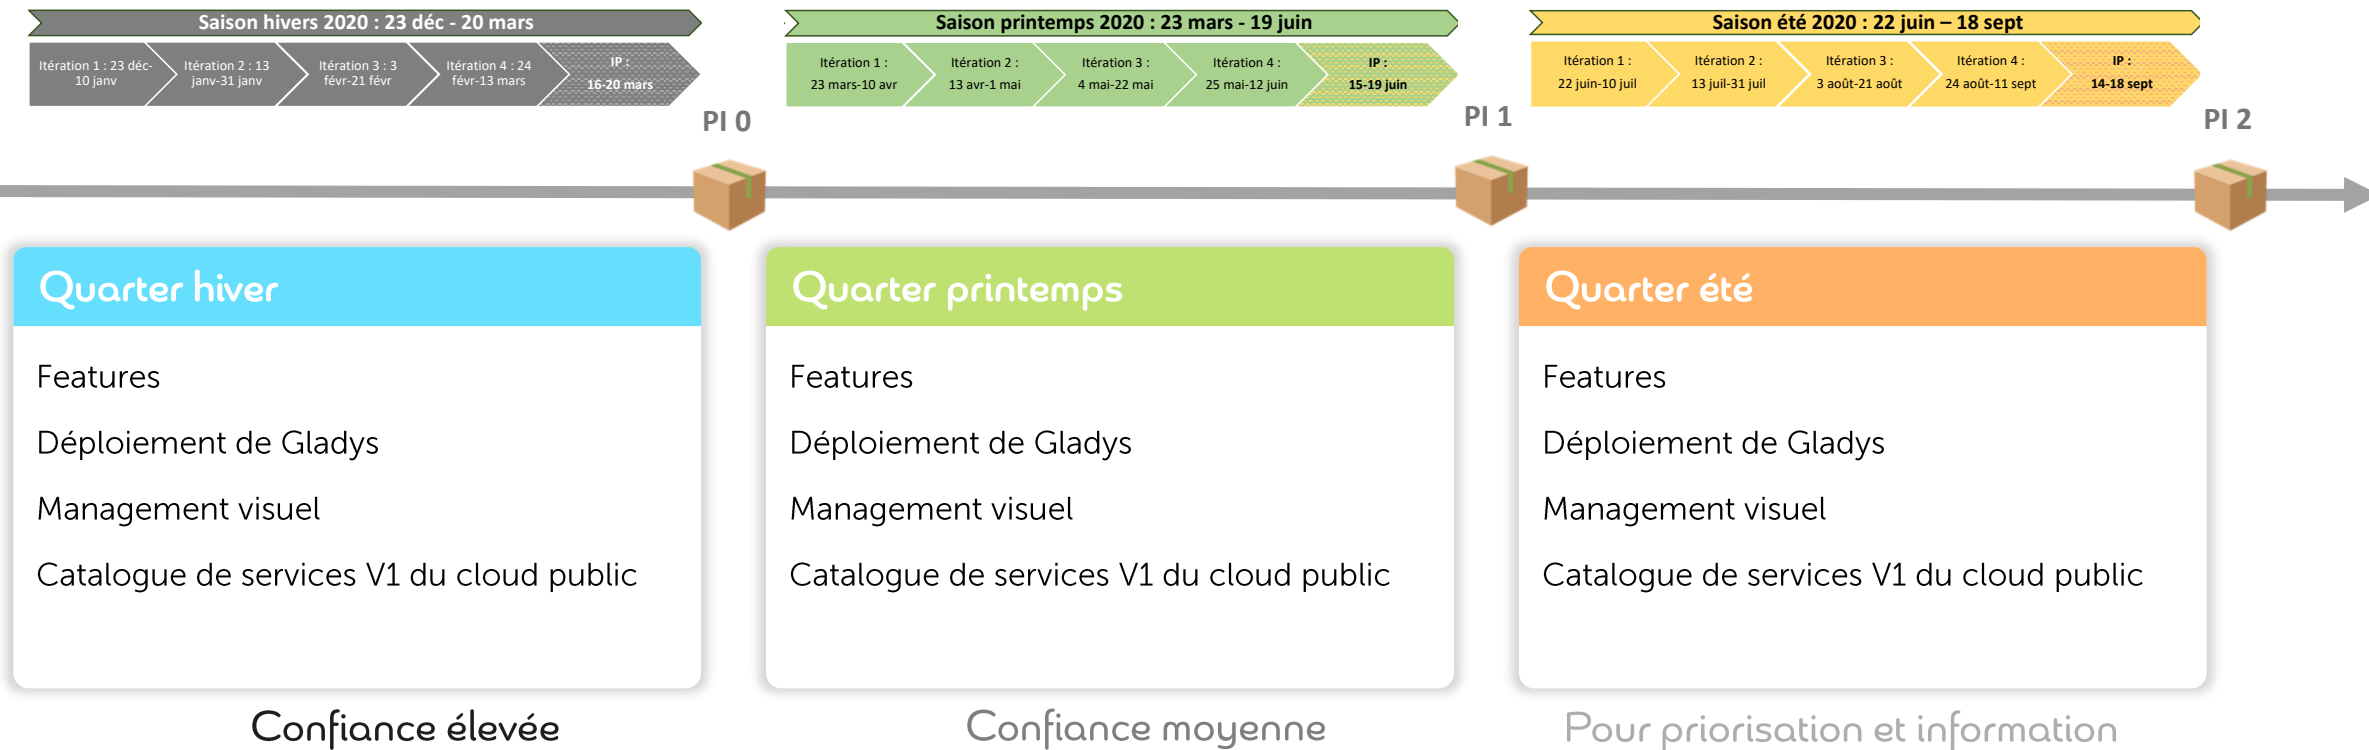 Saison hivers 2020 : 23 déc - 20 mars
Itération 1 : 23 déc-
10 janv
Itération 2 : 13
janv-31 janv
Itération 3 : 3
févr-21 févr
Itération 4 : 24
févr-13 mars
IP :
16-20 mars
PI 0
Saison printemps 2020 : 23 mars - 19 juin
Itération 1 :
23 mars-10 avr
Itération 2 :
13 avr-1 mai
Itération 3 :
4 mai-22 mai
Itération 4 :
25 mai-12 juin
IP :
15-19 juin
PI 1
Saison été 2020 : 22 juin – 18 sept
Itération 1 :
22 juin-10 juil
Itération 2 :
13 juil-31 juil
Itération 3 :
3 août-21 août
Itération 4 :
24 août-11 sept
IP :
14-18 sept
PI 2
Quarter hiver
Features
Déploiement de Gladys
Management visuel
Catalogue de services V1 du cloud public
Confiance élevée
Quarter printemps
Features
Déploiement de Gladys
Management visuel
Catalogue de services V1 du cloud public
Confiance moyenne
Quarter été
Features
Déploiement de Gladys
Management visuel
Catalogue de services V1 du cloud public
Pour priorisation et information